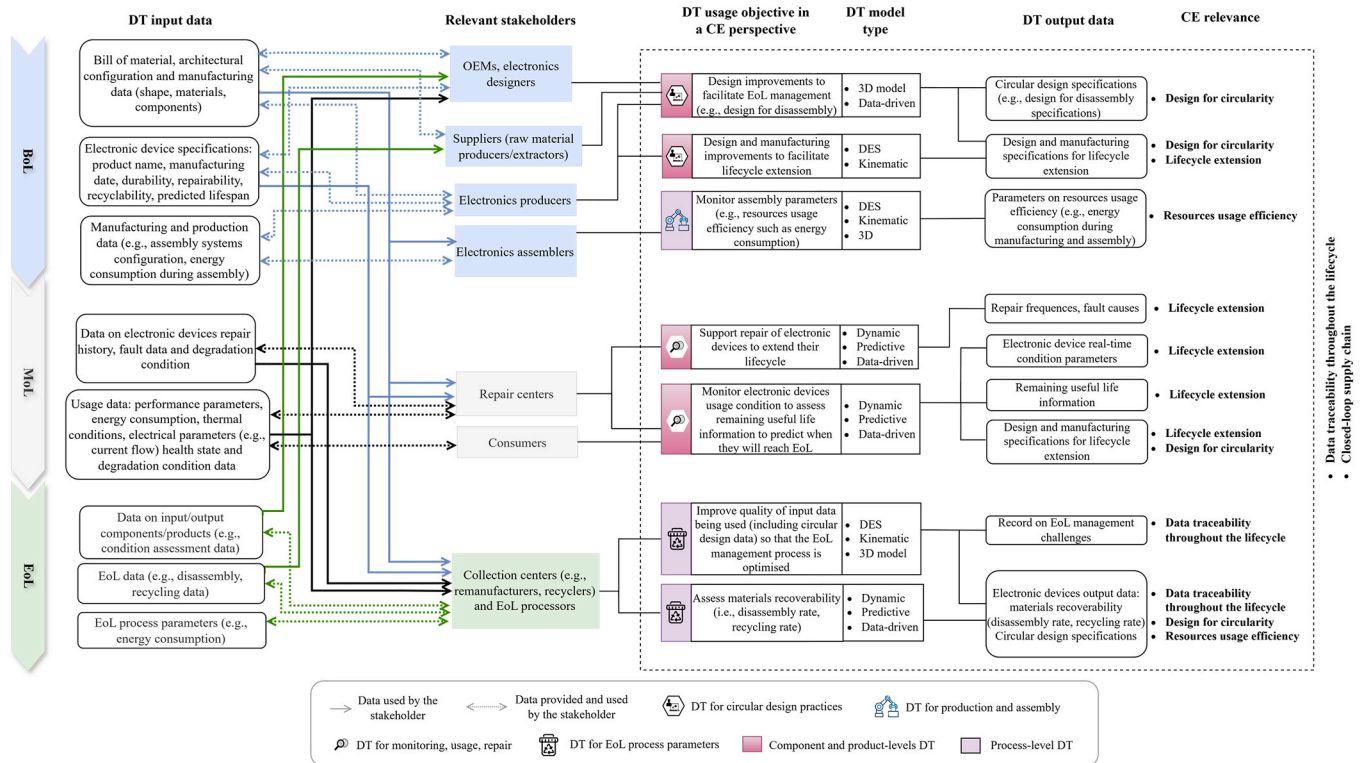 DT input data
Relevant stakeholders
DT usage objective in
a CE perspective
DT model
type
DT output data
CE relevance
BoL
Bill of material, architectural
configuration and manufacturing
data (shape, materials,
components)
Electronic device specifications:
product name, manufacturing
date, durability, repairability,
recyclability, predicted lifespan
Manufacturing and production
data (e.g., assembly systems
configuration, energy
consumption during assembly)
OEMs, electronics
designers
Suppliers (raw material
producers/extractors)
Electronics producers
Electronics assemblers
Design improvements to
facilitate EoL management
(e.g., design for disassembly)
• 3D model
• Data-driven
Circular design specifications
(e.g., design for disassembly
specifications)
• Design for circularity
Design and manufacturing
improvements to facilitate
lifecycle extension
• DES
• Kinematic
Design and manufacturing
specifications for lifecycle
extension
• Design for circularity
• Lifecycle extension
Monitor assembly parameters
(e.g., resources usage
efficiency such as energy
consumption)
• DES
• Kinematic
• 3D
Parameters on resources usage
efficiency (e.g., energy
consumption during
manufacturing and assembly)
• Resources usage efficiency
MoL
Data on electronic devices repair
history, fault data and degradation
condition
Usage data: performance parameters,
energy consumption, thermal
conditions, electrical parameters (e.g.,
current flow) health state and
degradation condition data
Repair centers
Consumers
Support repair of electronic
devices to extend their
lifecycle
• Dynamic
• Predictive
• Data-driven
Repair frequences, fault causes
• Lifecycle extension
Electronic device real-time
condition parameters
• Lifecycle extension
Monitor electronic devices
usage condition to assess
remaining useful life
information to predict when
they will reach EoL
• Dynamic
• Predictive
• Data-driven
Remaining useful life
information
• Lifecycle extension
Design and manufacturing
specifications for lifecycle
extension
• Lifecycle extension
• Design for circularity
EoL
Data on input/output
components/products (e.g.,
condition assessment data)
EoL data (e.g., disassembly,
recycling data)
EoL process parameters (e.g.,
energy consumption)
Collection centers (e.g.,
remanufacturers, recyclers)
and EoL processors
Improve quality of input data
being used (including circular
design data) so that the EoL
management process is
optimised
• DES
• Kinematic
• 3D model
Record on EoL management
challenges
• Data traceability
throughout the lifecycle
Assess materials recoverability
(i.e., disassembly rate,
recycling rate)
• Dynamic
• Predictive
• Data-driven
Electronic devices output data:
materials recoverability
(disassembly rate, recycling rate)
Circular design specifications
• Data traceability
throughout the lifecycle
• Design for circularity
• Resources usage efficiency
• Data traceability throughout the lifecycle
• Closed-loop supply chain
Data used by the
stakeholder
Data provided and used
by the stakeholder
DT for circular design practices
DT for production and assembly
DT for monitoring, usage, repair
DT for EoL process parameters
Component and product-levels DT
Process-level DT